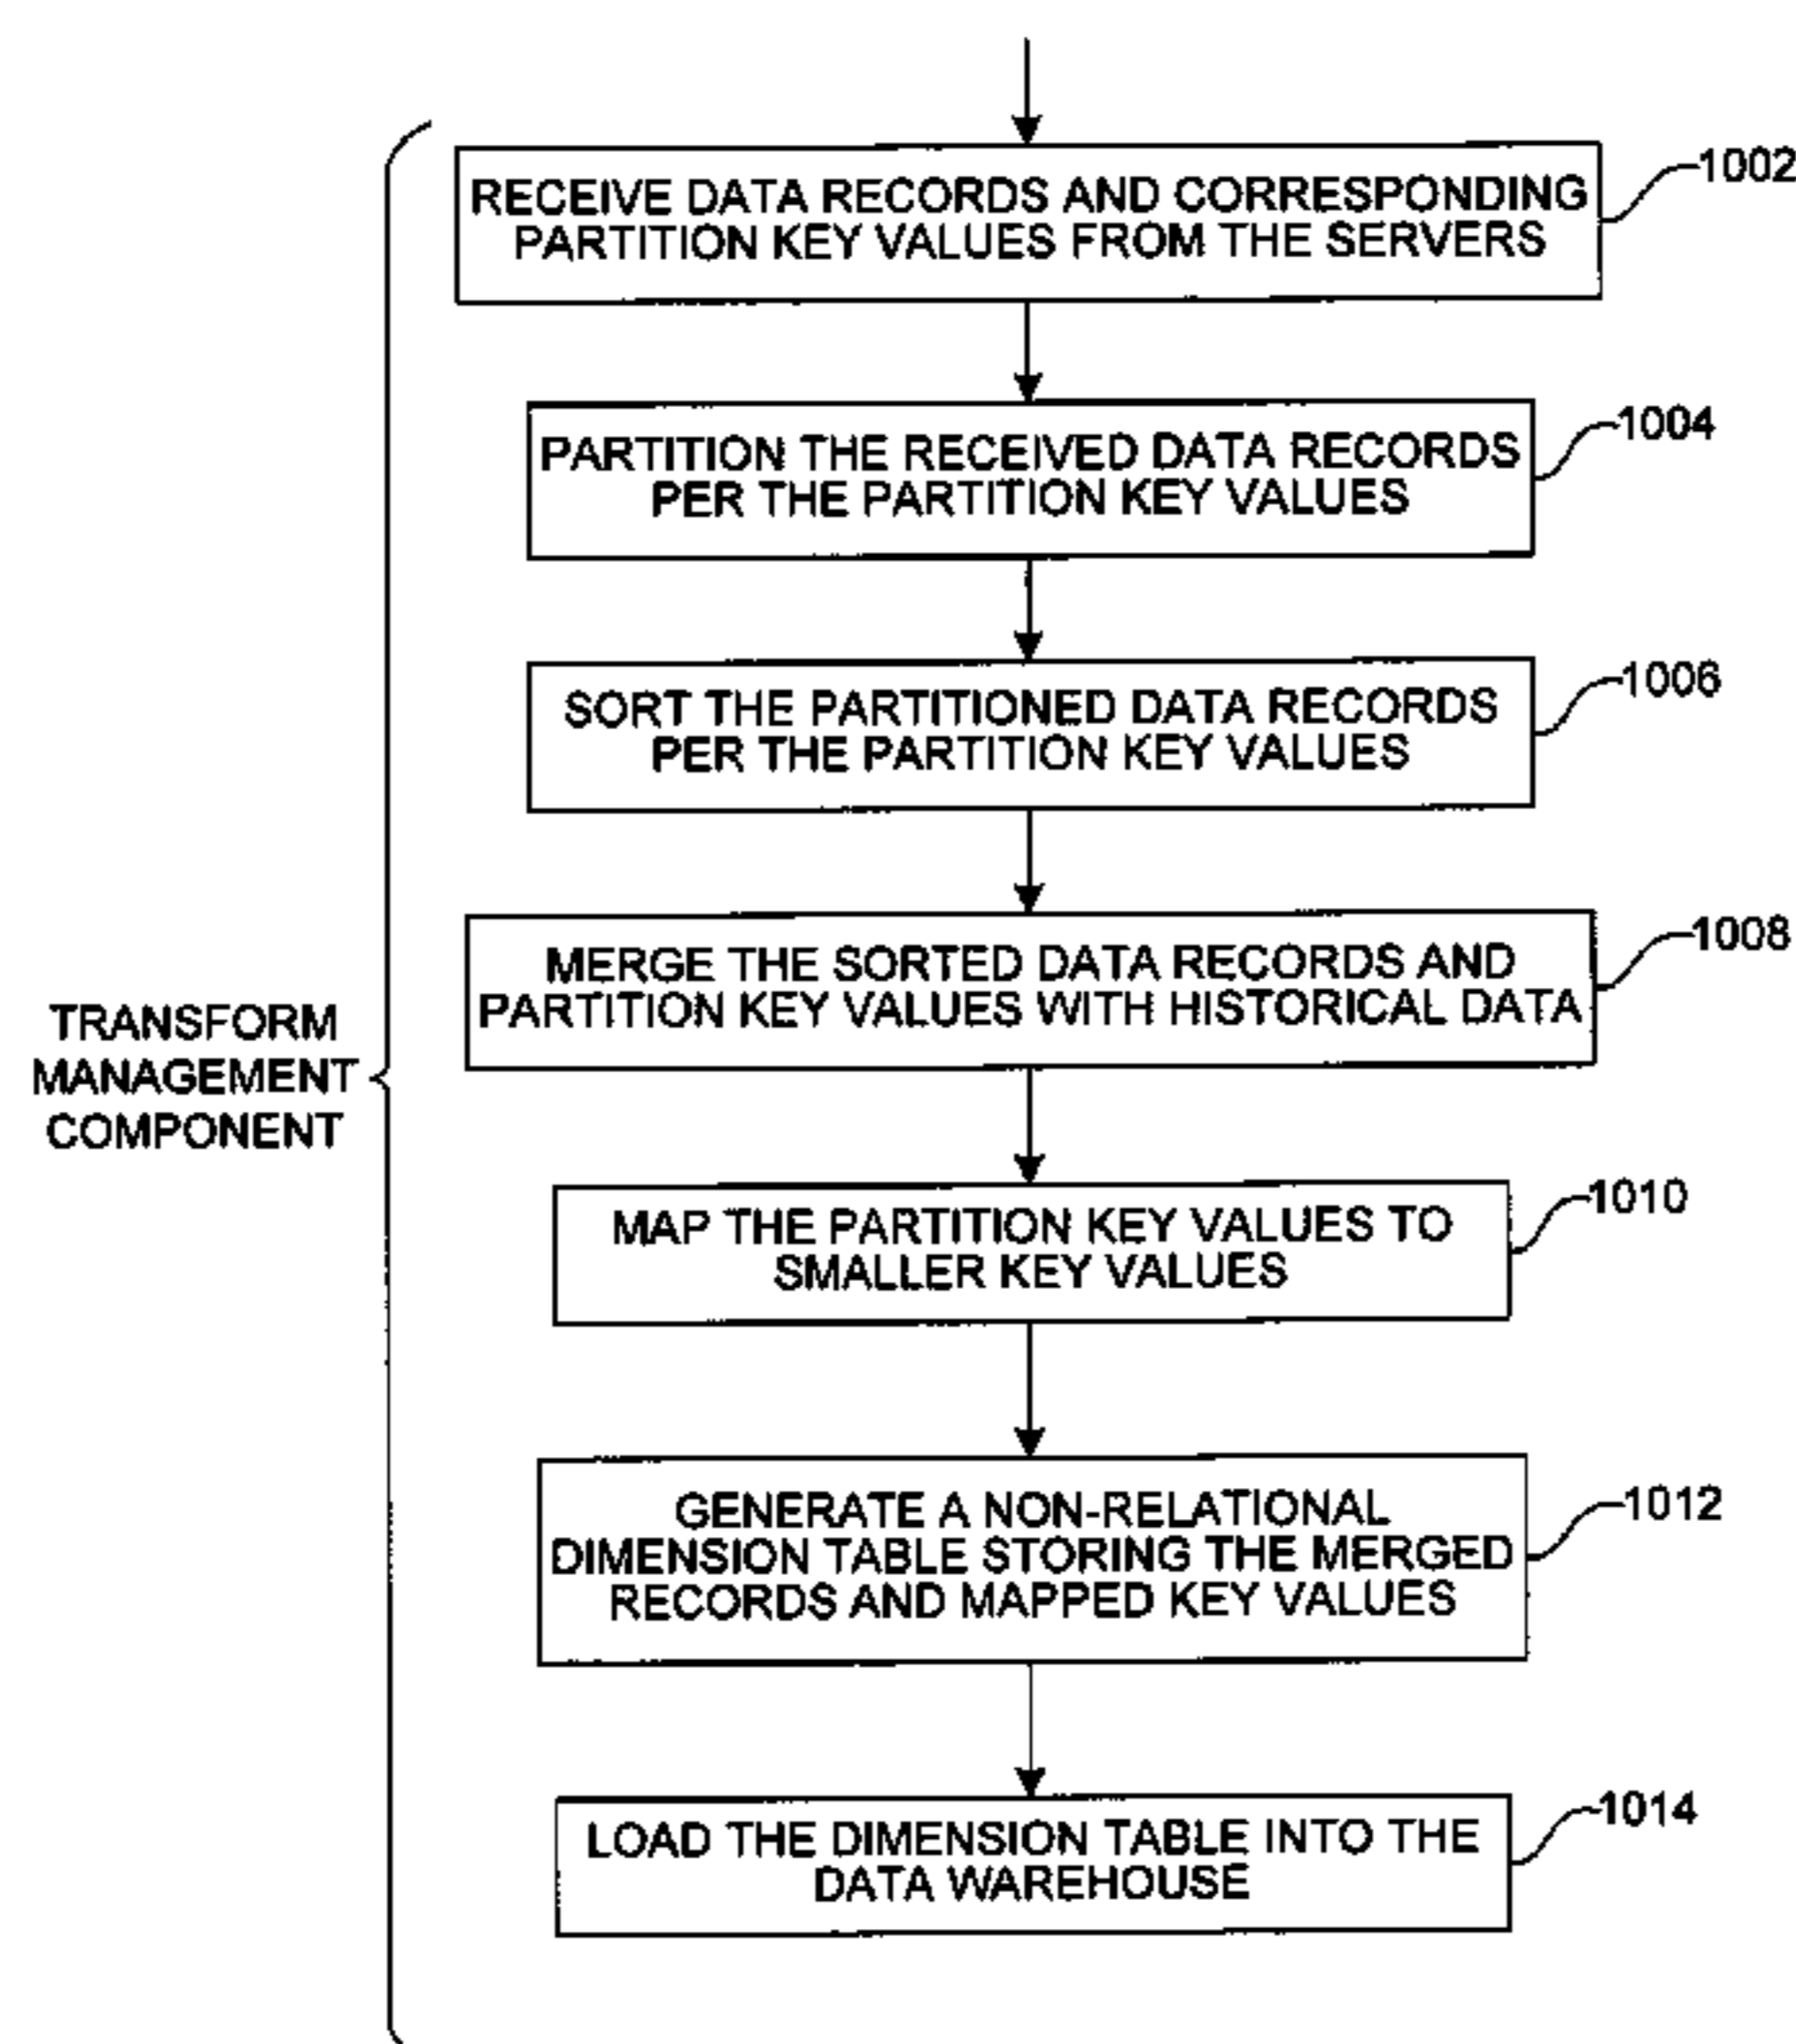 RECEIVE DATA RECORDS AND CORRESPONDING
PARTITION KEY VALUES FROM THE SERVERS
1002
PARTITION THE RECEIVED DATA RECORDS
PER THE PARTITION KEY VALUES
1004
SORT THE PARTITIONED DATA RECORDS
PER THE PARTITION KEY VALUES
1006
MERGE THE SORTED DATA RECORDS AND
PARTITION KEY VALUES WITH HISTORICAL DATA
1008
TRANSFORM
MANAGEMENT
COMPONENT
MAP THE PARTITION KEY VALUES TO
SMALLER KEY VALUES
1010
GENERATE A NON-RELATIONAL
DIMENSION TABLE STORING THE MERGED
RECORDS AND MAPPED KEY VALUES
1012
LOAD THE DIMENSION TABLE INTO THE
DATA WAREHOUSE
1014